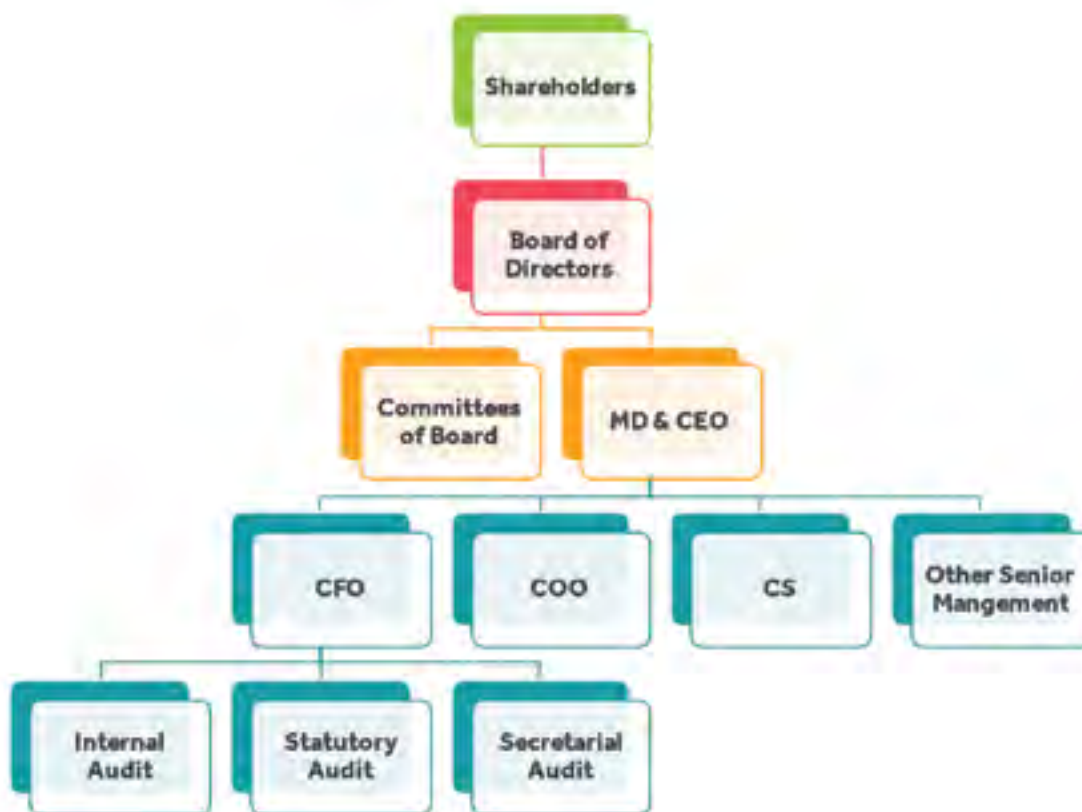 Shareholders
Board of
Directors
Committees
of Board
MD & CEO
CFO
COO
CS
Other Senior
Mangement
Internal
Audit
Statutory
Audit
Secretarial
Audit